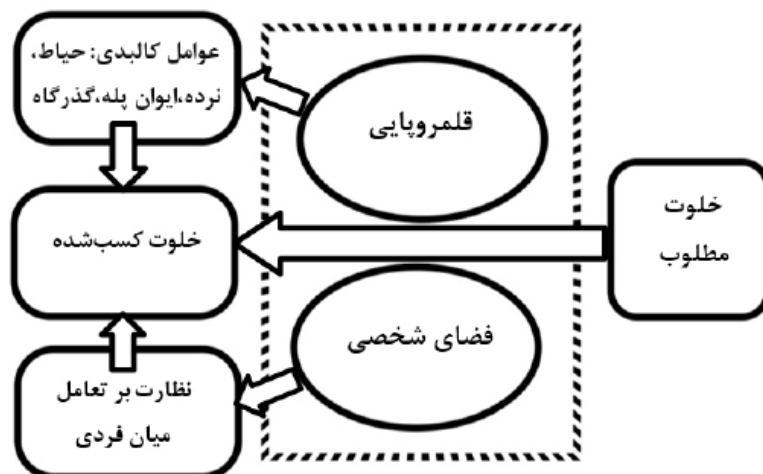 عوامل کالبدی: حیاط،
نرده،ایوان پله،گذرگاه
قلمروپایی
خلوت
مطلوب
خلوت کسب‌شده
فضای شخصی
نظارت بر تعامل
میان فردی